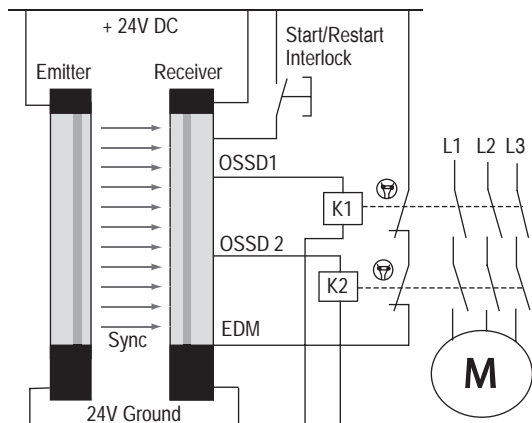 + 24V DC
Start/Restart
Interlock
Emitter
Receiver
L1
L2
L3
OSSD1
K1
OSSD 2
K2
EDM
Sync
M
24V Ground